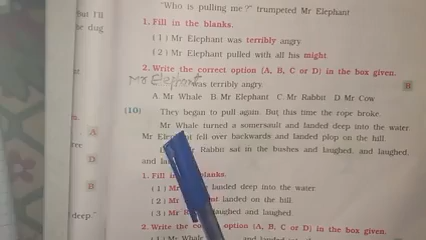 But I'll
he dug
"Who is pulling me?" trumpeted Mr Elephant
1. Fill in the blanks.
(1) Mr Elephant was terribly angry
(2) Mr Elephant pulled with all his might.
2. Write the correct option (A, B, C or D) in the box given.
Mr Elephant was terribly angry B
A. Mr Whale B. Mr Elephant C. Mr Rabbit D. Mr Cow
(10) They began to pull again. But this time the rope broke.
Mr Whale turned a somersault and landed deep into the water
Mr fell over backwards and landed plop on the hill.
A
Rabbit sat in the bushes and laughed, and laughed,
D
1. Fill blanks.
B
(1) landed deep into the water
(2) landed on the hill.
deep."
(3) laughed and laughed
2. Write the option (A, B, C or D) in the box given.